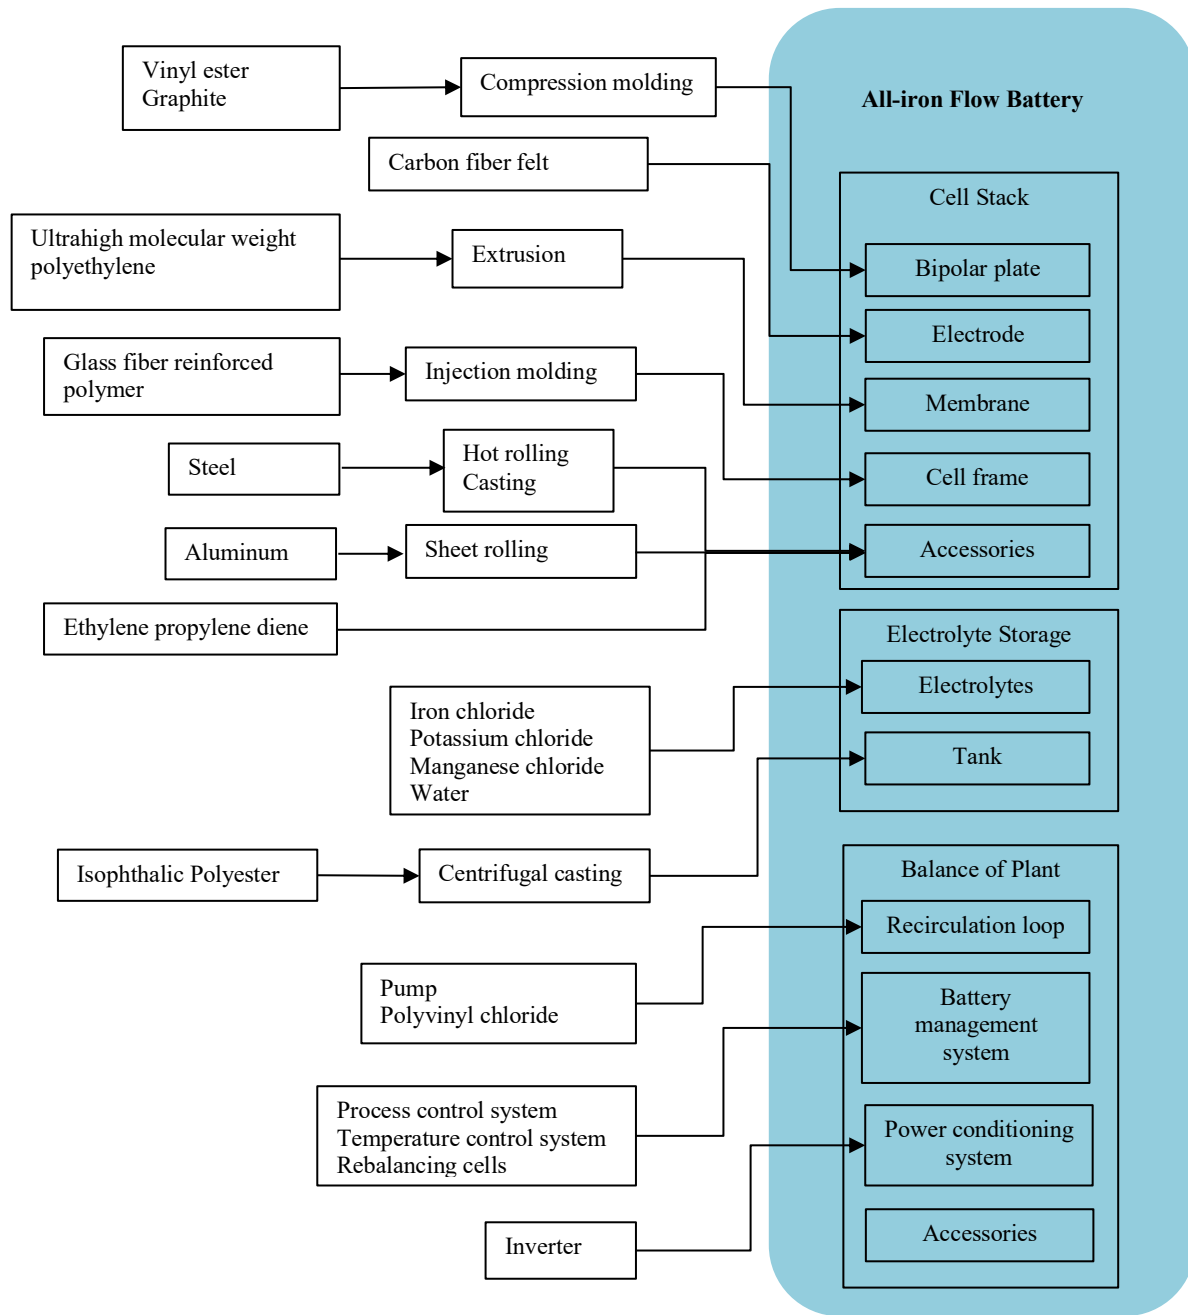 Vinyl ester
Graphite
Compression molding
All-iron Flow Battery
Carbon fiber felt
Cell Stack
Ultrahigh molecular weight
polyethylene
Extrusion
Bipolar plate
Electrode
Glass fiber reinforced
polymer
Injection molding
Membrane
Steel
Hot rolling
Casting
Cell frame
Aluminum
Sheet rolling
Accessories
Ethylene propylene diene
Electrolyte Storage
Electrolytes
Iron chloride
Potassium chloride
Manganese chloride
Water
Tank
Isophthalic Polyester
Centrifugal casting
Balance of Plant
Recirculation loop
Pump
Polyvinyl chloride
Battery
management
system
Process control system
Temperature control system
Rebalancing cells
Power conditioning
system
Inverter
Accessories